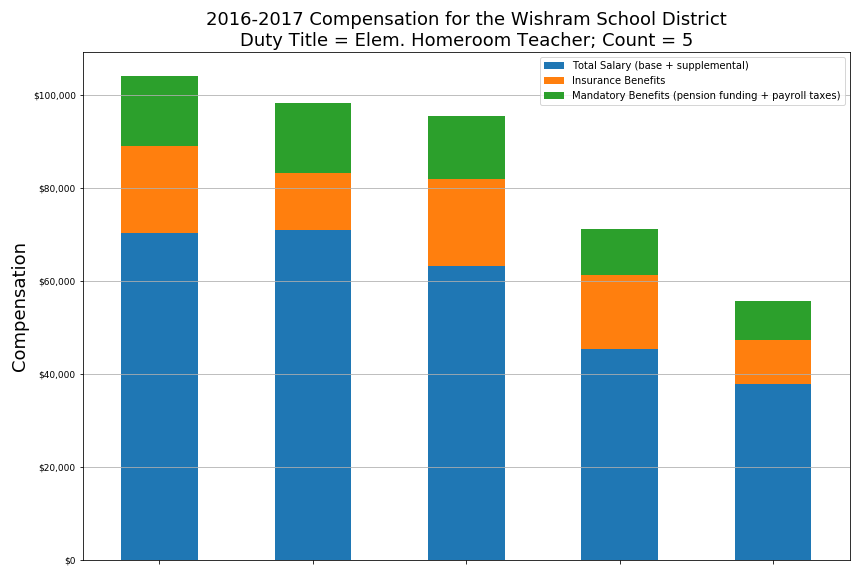 2016-2017 Compensation for the Wishram School District
Duty Title = Elem. Homeroom Teacher; Count = 5
Total Salary (base + supplemental)
Insurance Benefits
Mandatory Benefits (pension funding + payroll taxes)
Compensation
$100,000
$80,000
$60,000
$40,000
$20,000
$0